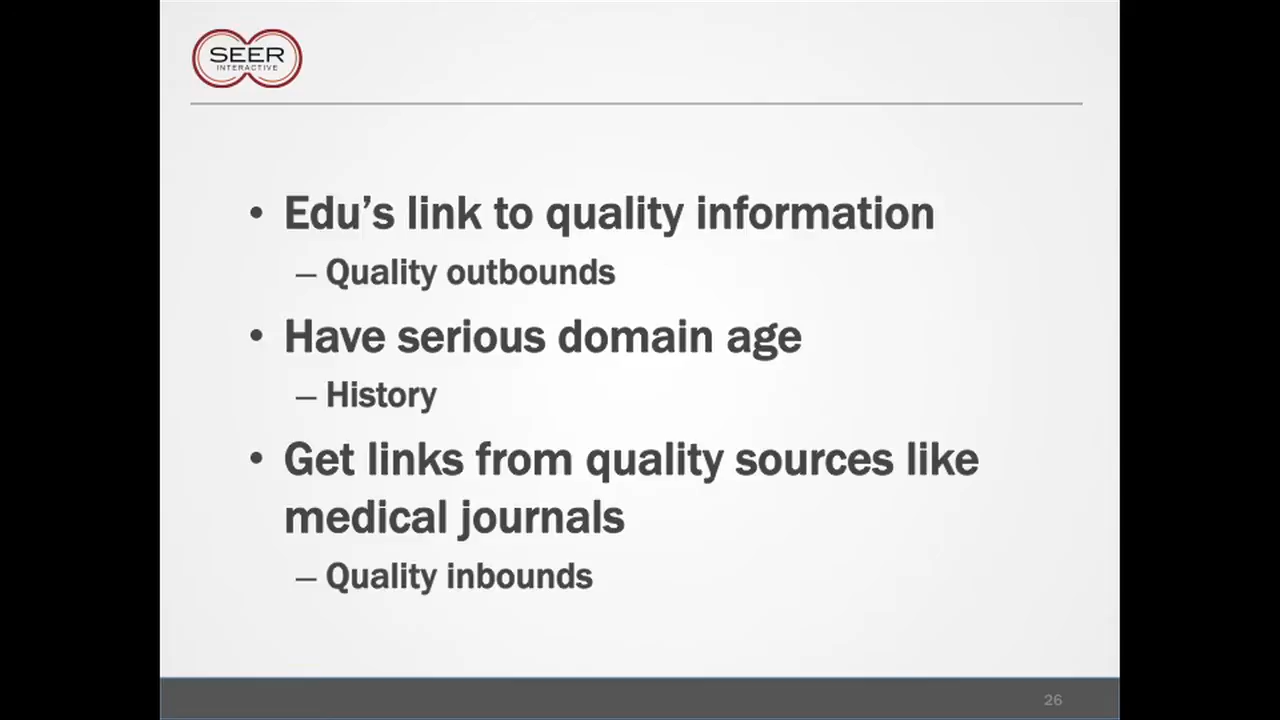 SEER
INTERACTIVE
• Edu's link to quality information
– Quality outbounds
• Have serious domain age
– History
• Get links from quality sources like
medical journals
– Quality inbounds
26